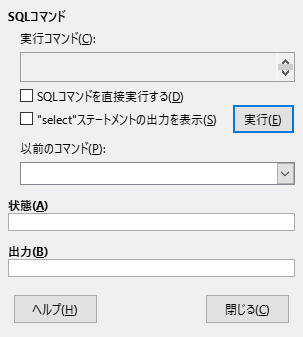 SQLコマンド
実行コマンド(C):
SQLコマンドを直接実行する(D)
"select"ステートメントの出力を表示(S)
実行(E)
以前のコマンド(P):
状態(A)
出力(B)
ヘルプ(H)
閉じる(C)